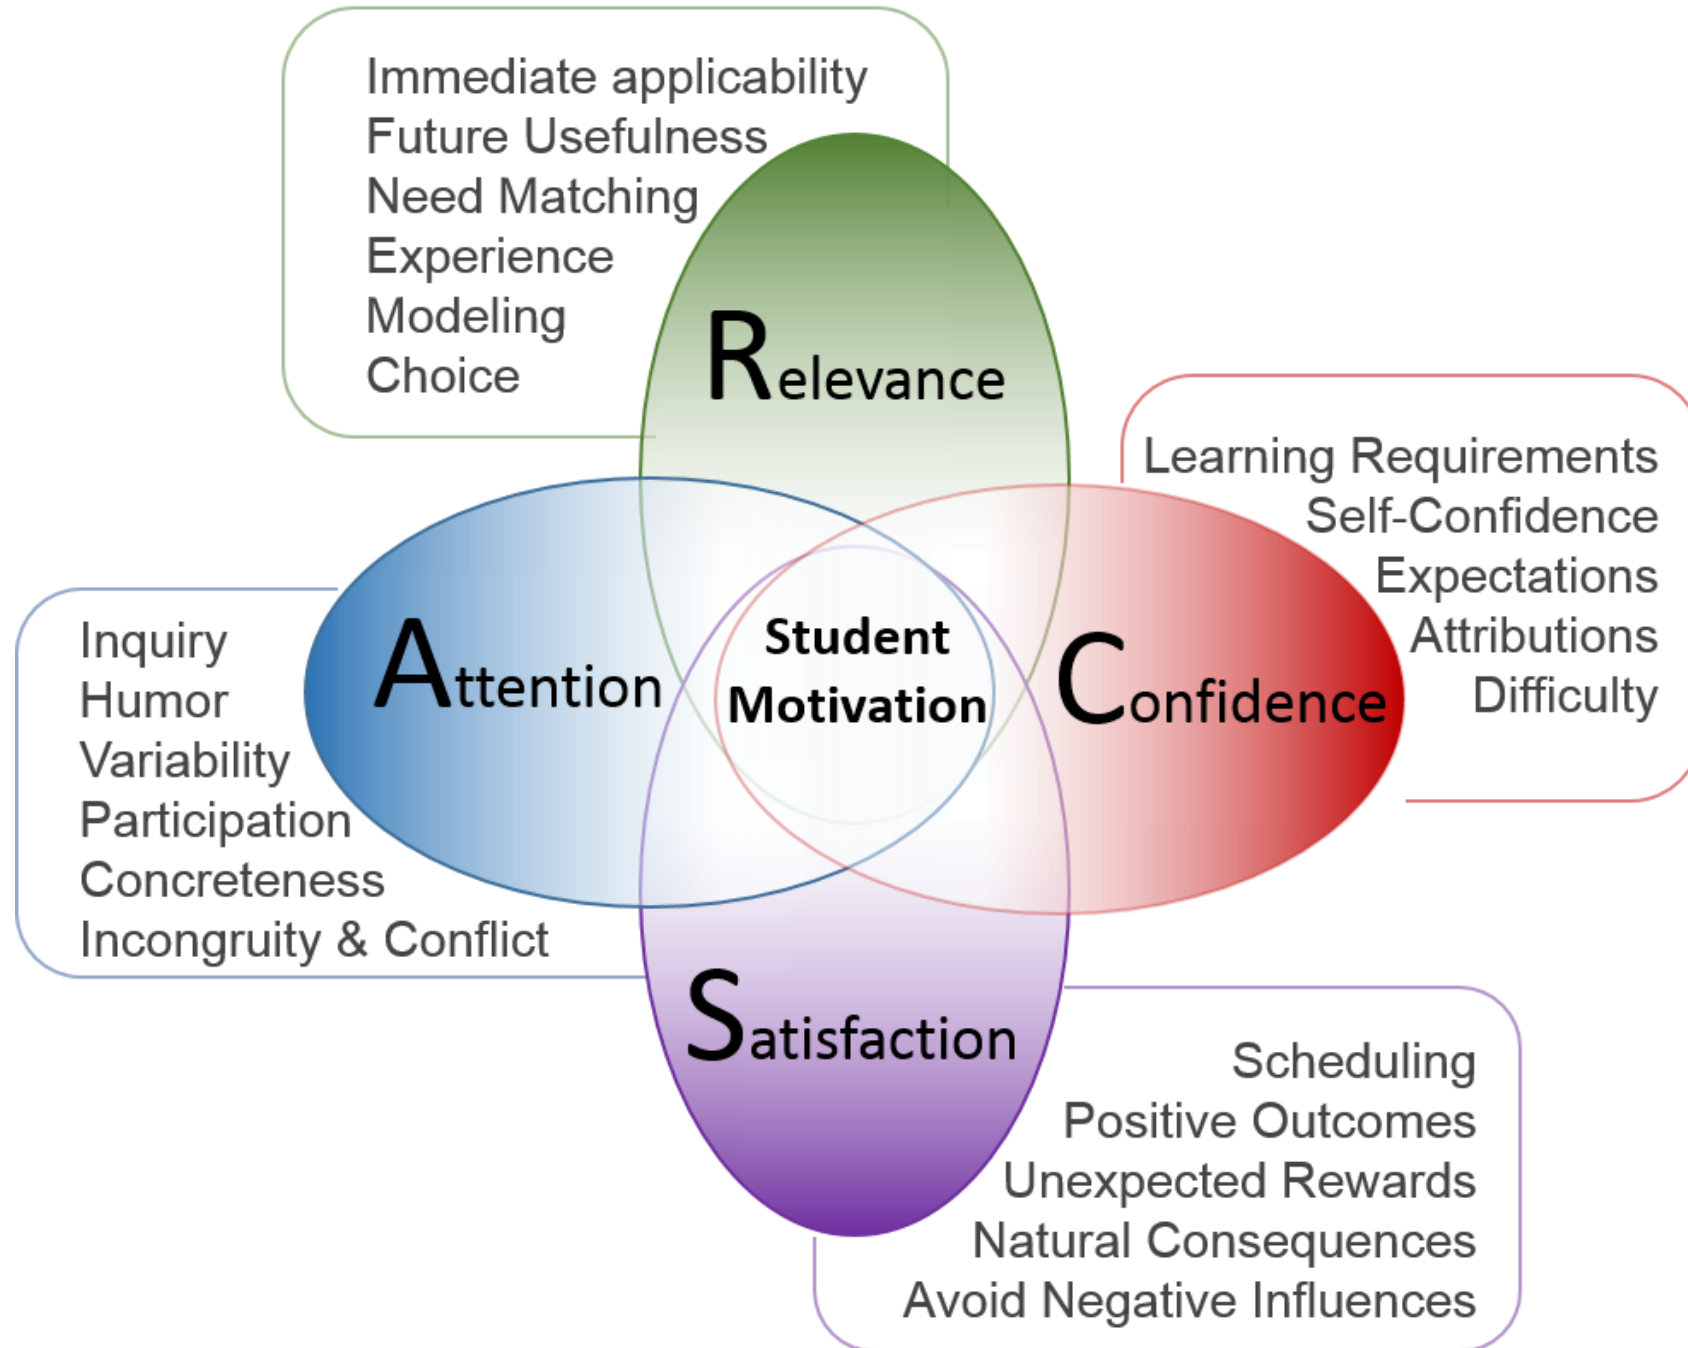 Immediate applicability
Future Usefulness
Need Matching
Experience
Modeling
Choice
Relevance
Learning Requirements
Self-Confidence
Expectations
Attributions
Difficulty
Inquiry
Humor
Variability
Participation
Concreteness
Incongruity & Conflict
Attention
Student
Motivation
Confidence
Satisfaction
Scheduling
Positive Outcomes
Unexpected Rewards
Natural Consequences
Avoid Negative Influences